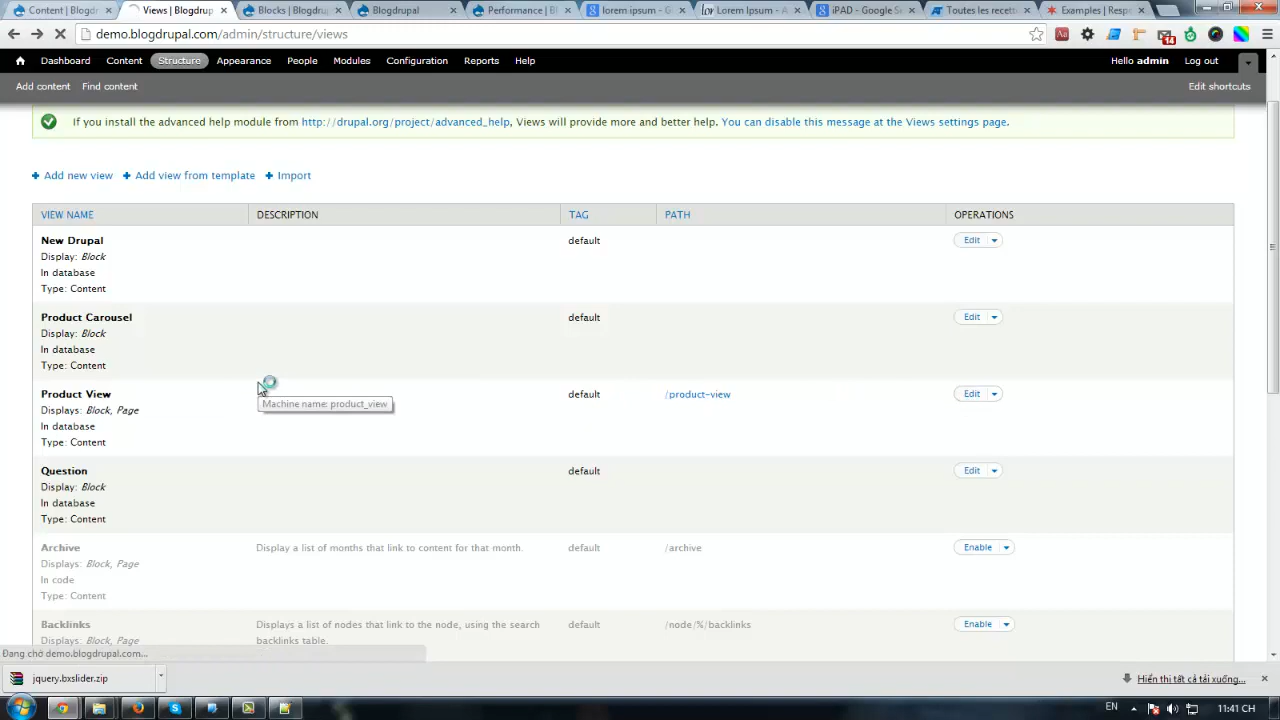 Content | Blogdrup
Views | Blogdrup
Blocks | Blogdrup
Blogdrupal
Performance | Bl
lorem ipsum - G
Lorem Ipsum - A
iPAD - Google Se
Toutes les recett
Examples | Respo
demo.blogdrupal.com/admin/structure/views
14
Dashboard Content Structure Appearance People Modules Configuration Reports Help Hello admin Log out
Add content Find content Edit shortcuts
If you install the advanced help module from http://drupal.org/project/advanced_help, Views will provide more and better help. You can disable this message at the Views settings page.
+ Add new view + Add view from template + Import
VIEW NAME DESCRIPTION TAG PATH OPERATIONS
New Drupal default Edit
Display: Block
In database
Type: Content
Product Carousel default Edit
Display: Block
In database
Type: Content
Product View default /product-view Edit
Machine name: product_view
Displays: Block, Page
In database
Type: Content
Question default Edit
Display: Block
In database
Type: Content
Archive Display a list of months that link to content for that month. default /archive Enable
Displays: Block, Page
In code
Type: Content
Backlinks Displays a list of nodes that link to the node, using the search default /node/%/backlinks Enable
Displays: Block, Page backlinks table.
Đang chờ demo.blogdrupal.com...
jquery.bxslider.zip Hiển thị tất cả tải xuống...
EN 11:41 CH